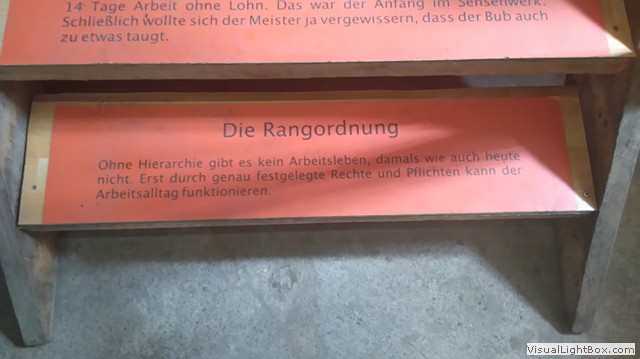 14 Tage Arbeit ohne Lohn. Das war der Anfang im Sensenwerk.
Schließlich wollte sich der Meister ja vergewissern, dass der Bub auch
zu etwas taugt.
Die Rangordnung
Ohne Hierarchie gibt es kein Arbeitsleben, damals wie auch heute
nicht. Erst durch genau festgelegte Rechte und Pflichten kann der
Arbeitsalltag funktionieren.
VisualLightBox.com